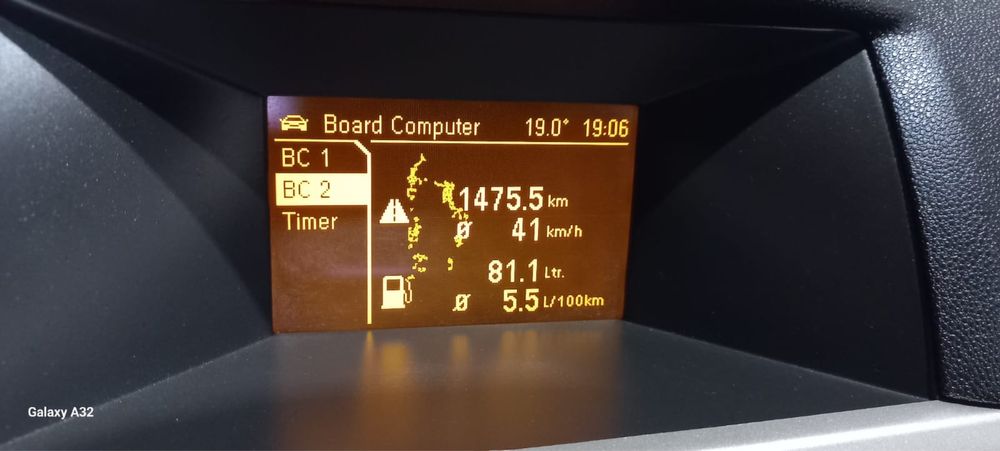 Board Computer 19.0° 19:06
BC 1
BC 2
Timer
1475.5 km
Ø 41 km/h
81.1 Ltr.
Ø 5.5 L/100km
Galaxy A32